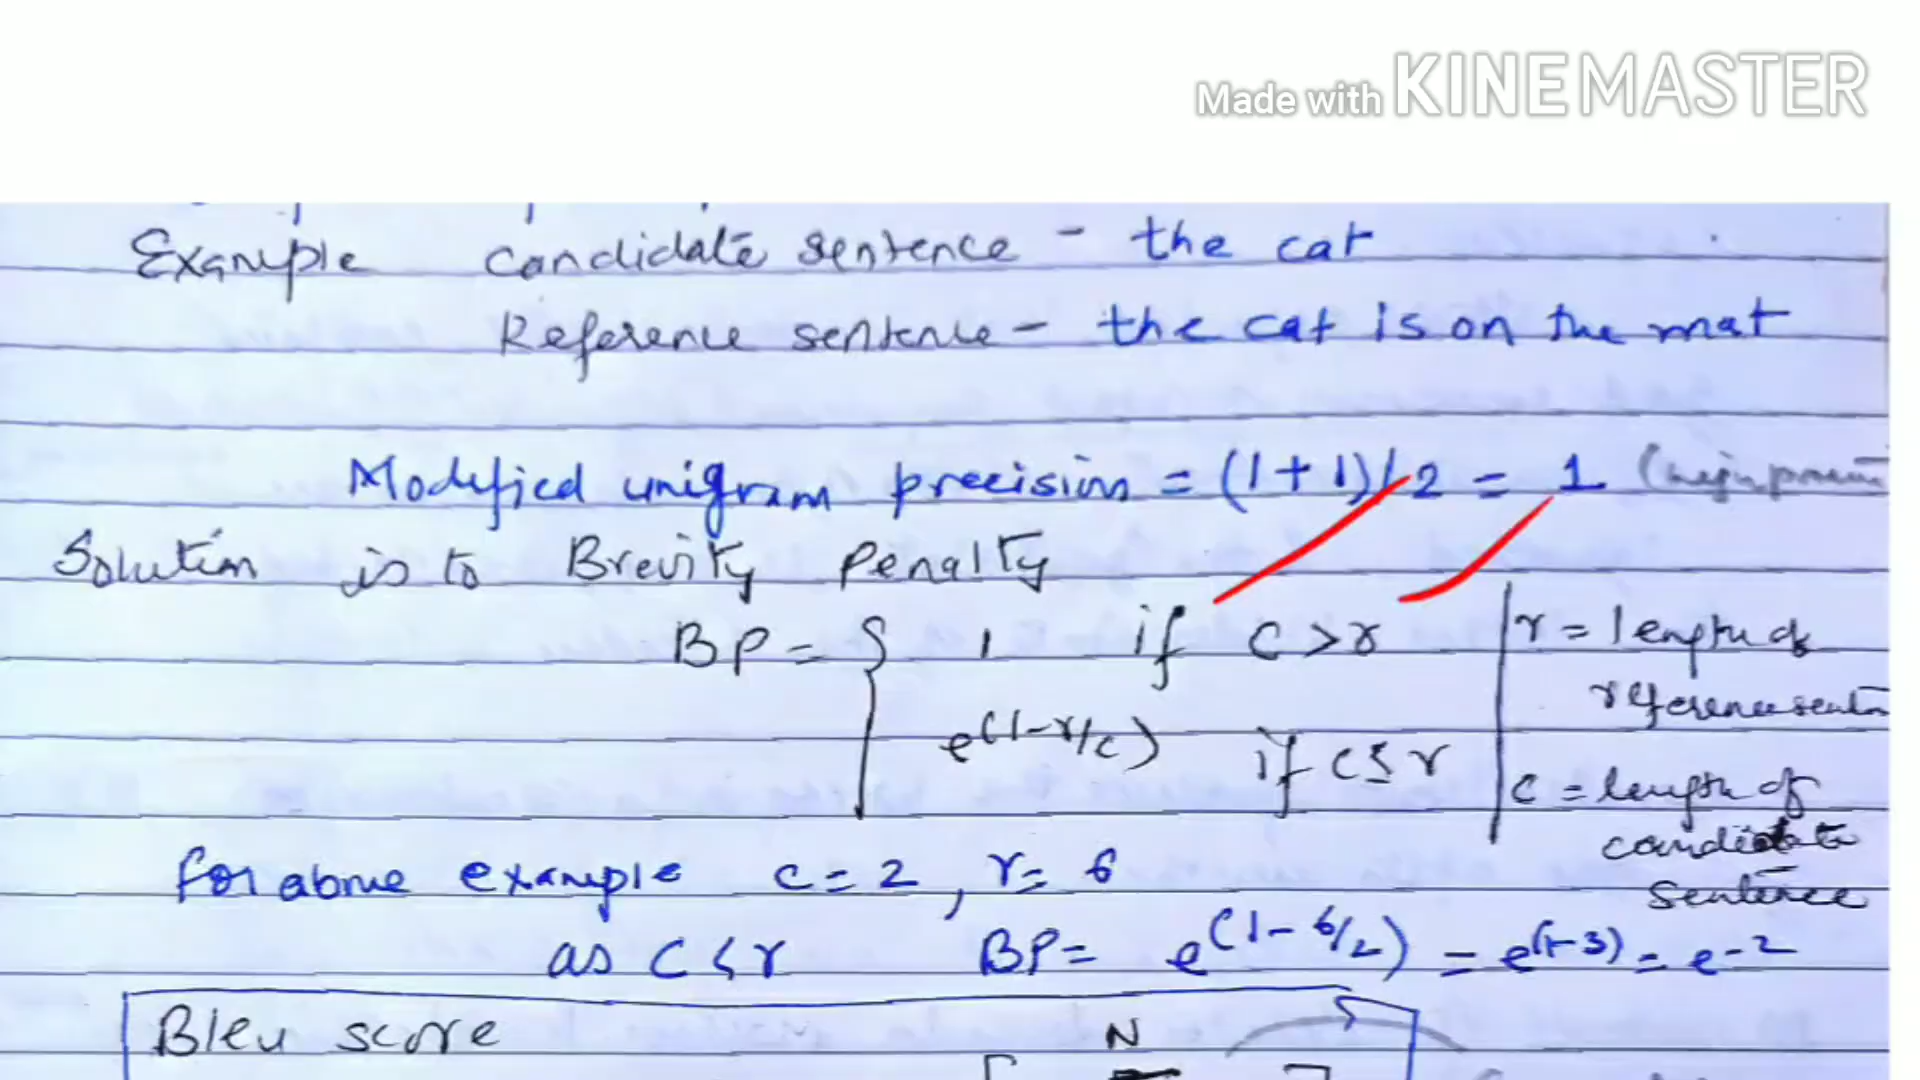 Made with KINEMASTER
Example candidate sentence - the cat
Reference sentence - the cat is on the mat
Modified unigram precision = (1+1)/2 = 1
Solution is to Brevity Penalty
BP = { 1 if c > r
e(1-r/c) if c ≤ r
r = length of
reference
c = length of
candidate
sentence
for above example c = 2, r = 6
as c < r BP = e(1-6/2) = e(1-3) = e-2
Bleu score
N